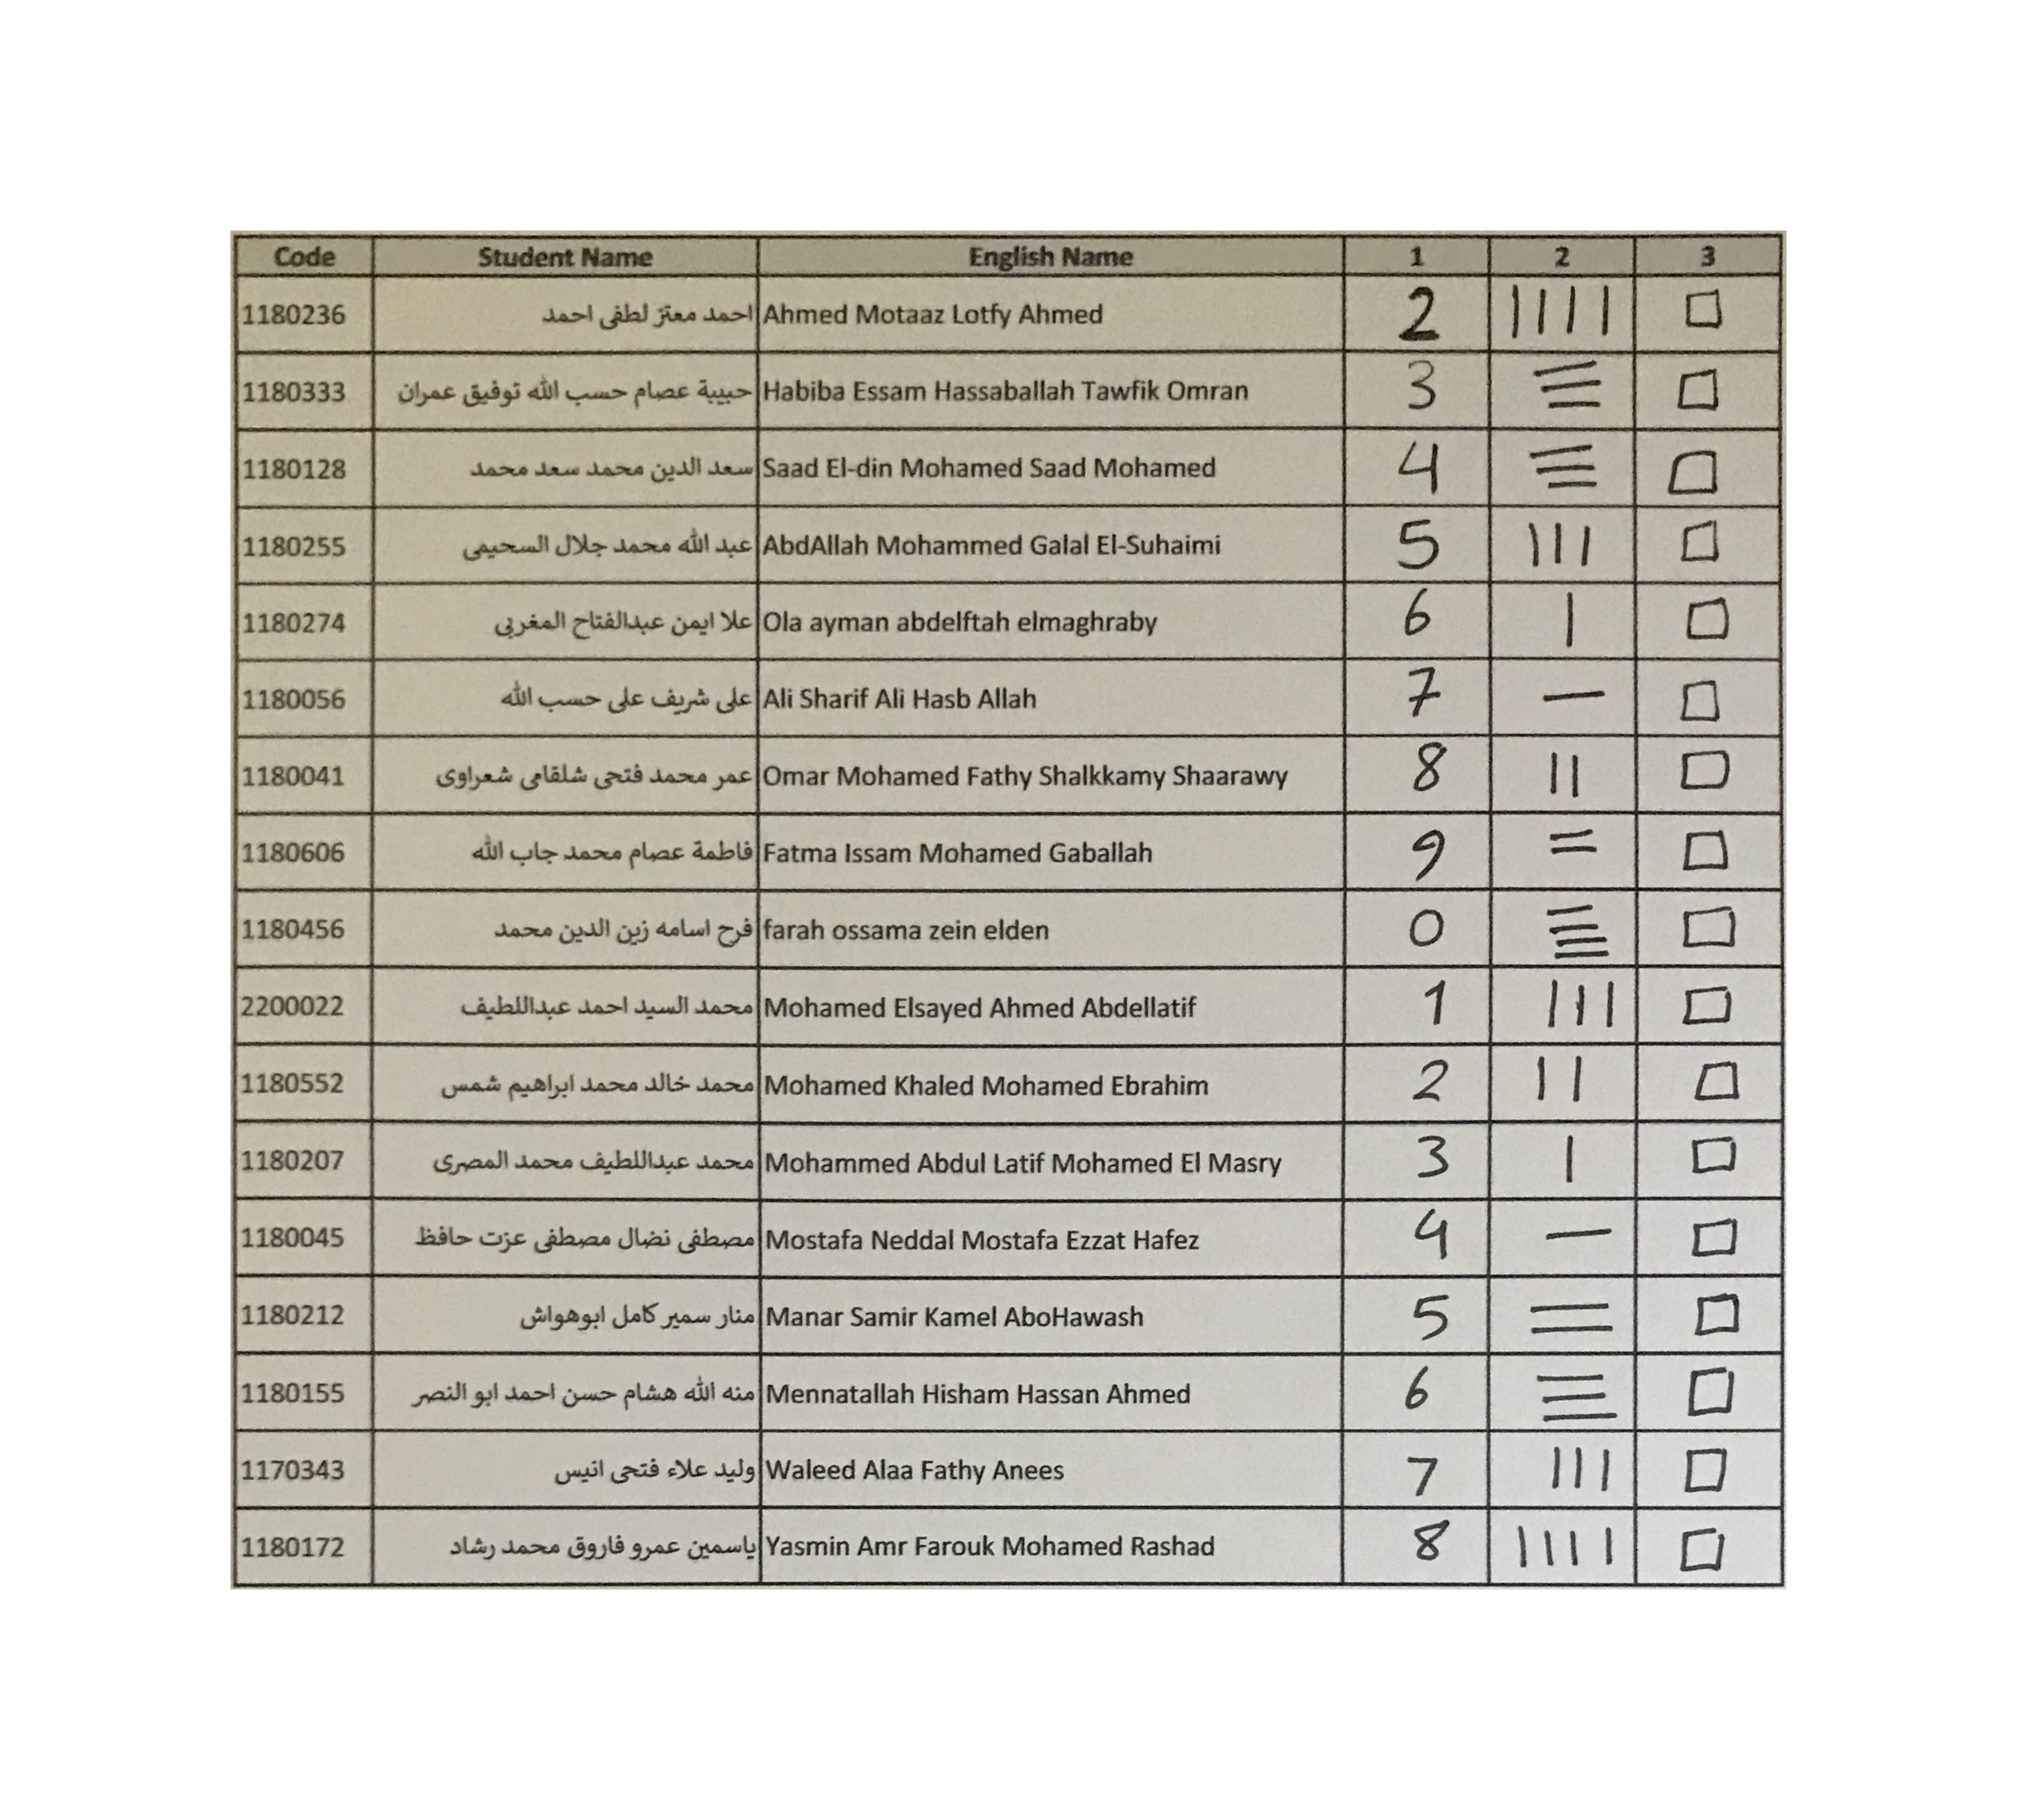 Code Student Name English Name 1 2 3
1180236 احمد معتز لطفى احمد Ahmed Motaaz Lotfy Ahmed 2 | | | | □
1180333 حبيبة عصام حسب الله توفيق عمران Habiba Essam Hassaballah Tawfik Omran 3 ☰ □
1180128 سعد الدين محمد سعد محمد Saad El-din Mohamed Saad Mohamed 4 ☰ □
1180255 عبد الله محمد جلال السحيمى AbdAllah Mohammed Galal El-Suhaimi 5 | | | □
1180274 علا ايمن عبدالفتاح المغربى Ola ayman abdelftah elmaghraby 6 | □
1180056 على شريف على حسب الله Ali Sharif Ali Hasb Allah 7 — □
1180041 عمر محمد فتحى شلقامى شعراوى Omar Mohamed Fathy Shalkkamy Shaarawy 8 | | □
1180606 فاطمة عصام محمد جاب الله Fatma Issam Mohamed Gaballah 9 = □
1180456 فرح اسامه زين الدين محمد farah ossama zein elden 0 ≣ □
2200022 محمد السيد احمد عبداللطيف Mohamed Elsayed Ahmed Abdellatif 1 | | | □
1180552 محمد خالد محمد ابراهيم شمس Mohamed Khaled Mohamed Ebrahim 2 | | □
1180207 محمد عبداللطيف محمد المصرى Mohammed Abdul Latif Mohamed El Masry 3 | □
1180045 مصطفى نضال مصطفى عزت حافظ Mostafa Neddal Mostafa Ezzat Hafez 4 — □
1180212 منار سمير كامل ابوهواش Manar Samir Kamel AboHawash 5 = □
1180155 منه الله هشام حسن احمد ابو النصر Mennatallah Hisham Hassan Ahmed 6 ☰ □
1170343 وليد علاء فتحى انيس Waleed Alaa Fathy Anees 7 | | | □
1180172 ياسمين عمرو فاروق محمد رشاد Yasmin Amr Farouk Mohamed Rashad 8 | | | | □